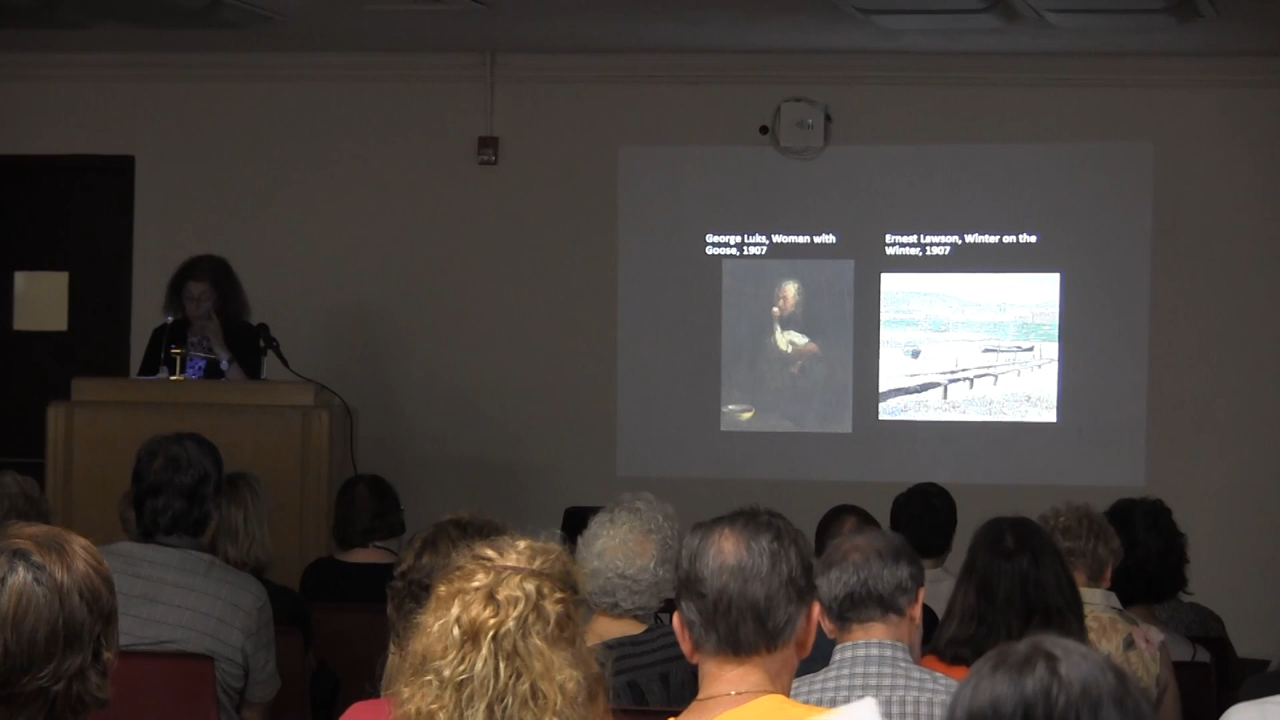 George Luks, Woman with
Goose, 1907
Ernest Lawson, Winter on the
Winter, 1907